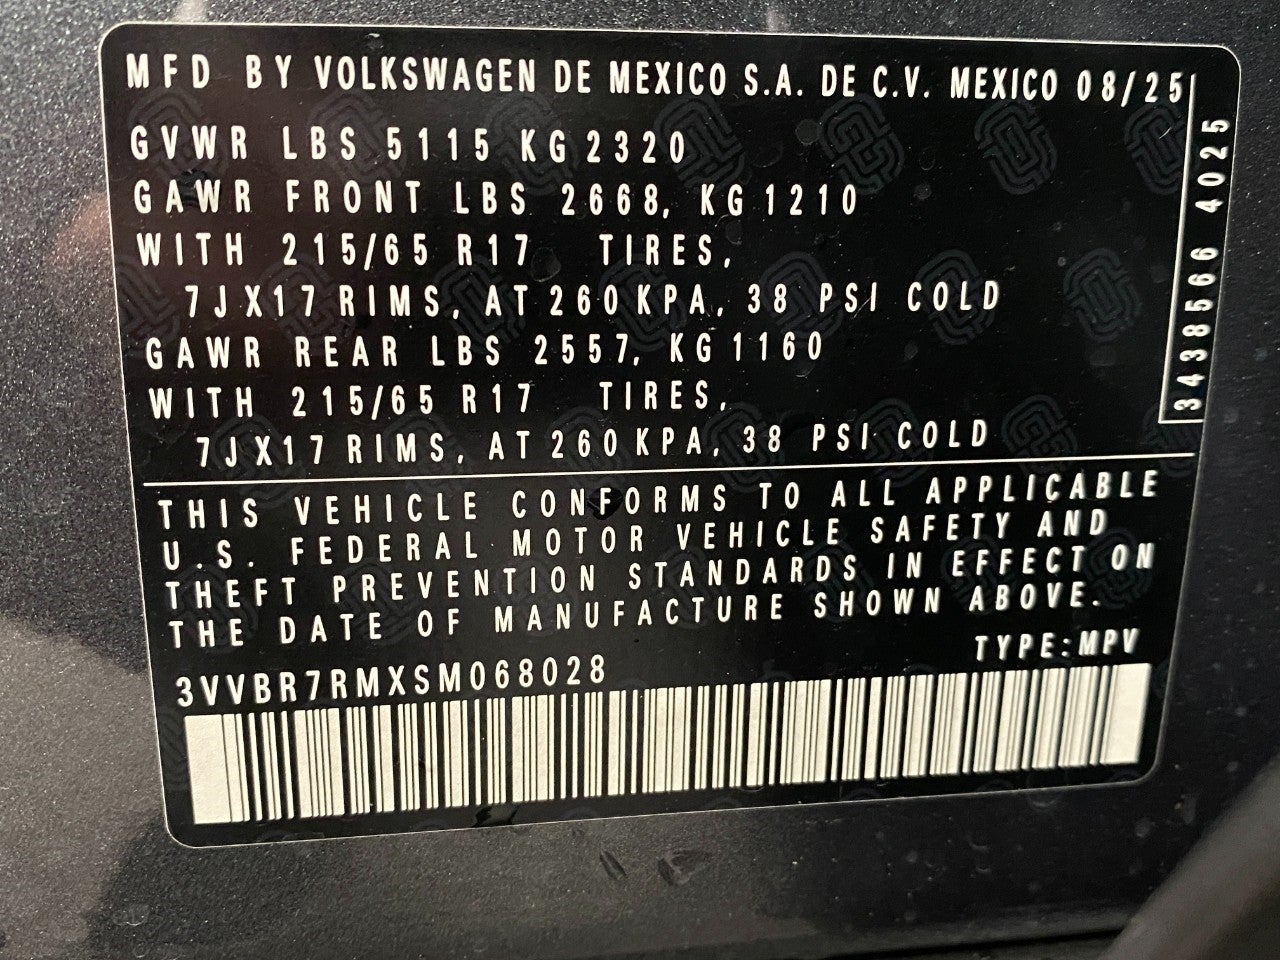 MFD BY VOLKSWAGEN DE MEXICO S.A. DE C.V. MEXICO 08/25
GVWR LBS 5115 KG 2320
GAWR FRONT LBS 2668, KG 1210
WITH 215/65 R17 TIRES,
7J X17 RIMS, AT 260 KPA, 38 PSI COLD
GAWR REAR LBS 2557, KG 1160
WITH 215/65 R17 TIRES,
7J X17 RIMS, AT 260 KPA, 38 PSI COLD
3438566 4025
THIS VEHICLE CONFORMS TO ALL APPLICABLE
U.S. FEDERAL MOTOR VEHICLE SAFETY AND
THEFT PREVENTION STANDARDS IN EFFECT ON
THE DATE OF MANUFACTURE SHOWN ABOVE.
TYPE:MPV
3VVBR7RMXSM068028